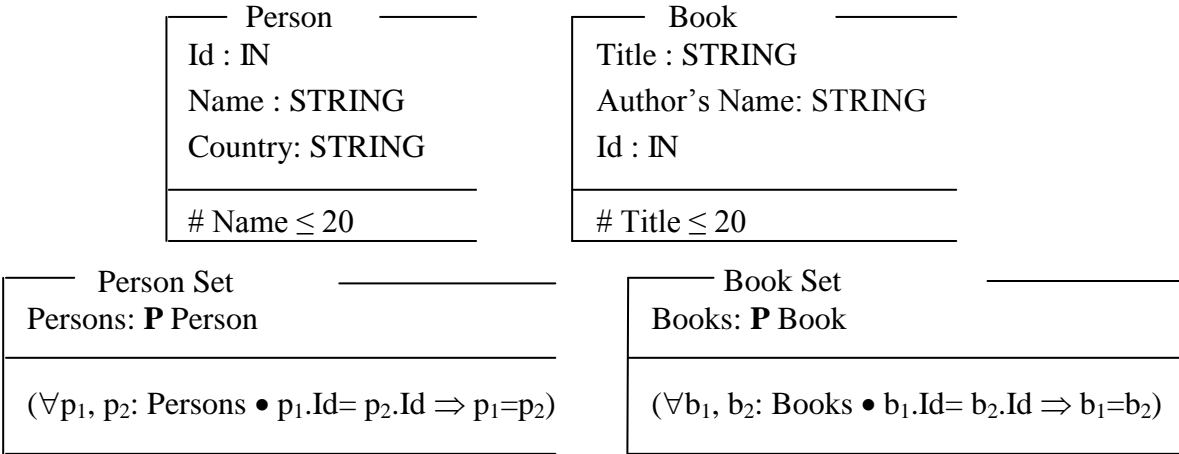 Person
Id : ℕ
Name : STRING
Country: STRING
# Name ≤ 20
Book
Title : STRING
Author’s Name: STRING
Id : ℕ
# Title ≤ 20
Person Set
Persons: P Person
(∀p₁, p₂: Persons • p₁.Id= p₂.Id ⇒ p₁=p₂)
Book Set
Books: P Book
(∀b₁, b₂: Books • b₁.Id= b₂.Id ⇒ b₁=b₂)